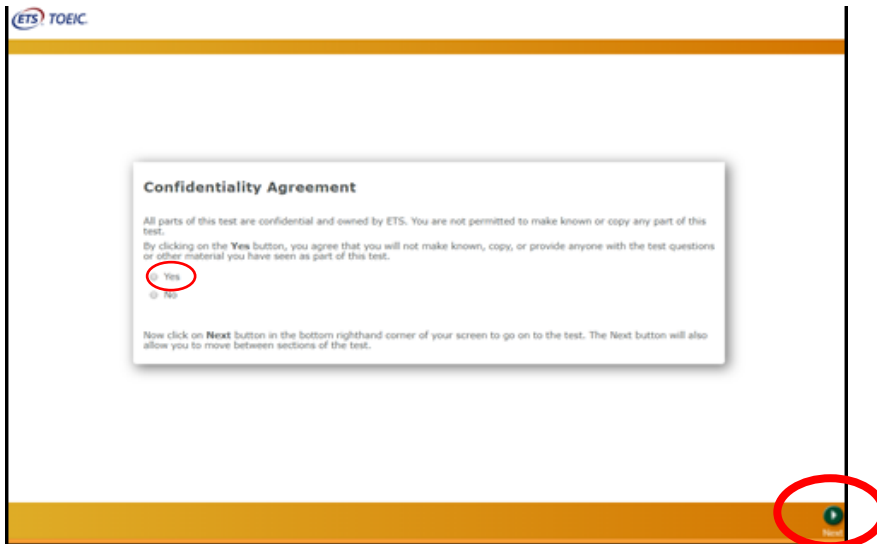 ETS TOEIC.
Confidentiality Agreement
All parts of this test are confidential and owned by ETS. You are not permitted to make known or copy any part of this
test.
By clicking on the Yes button, you agree that you will not make known, copy, or provide anyone with the test questions
or other material you have seen as part of this test.
Yes
No
Now click on Next button in the bottom righthand corner of your screen to go on to the test. The Next button will also
allow you to move between sections of the test.
Next